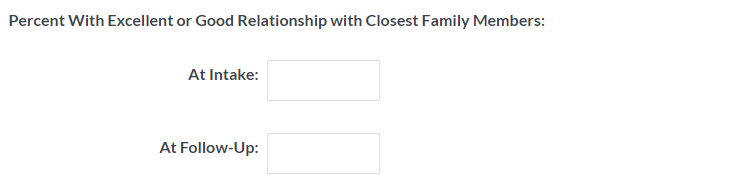 Percent With Excellent or Good Relationship with Closest Family Members:
At Intake:
At Follow-Up: